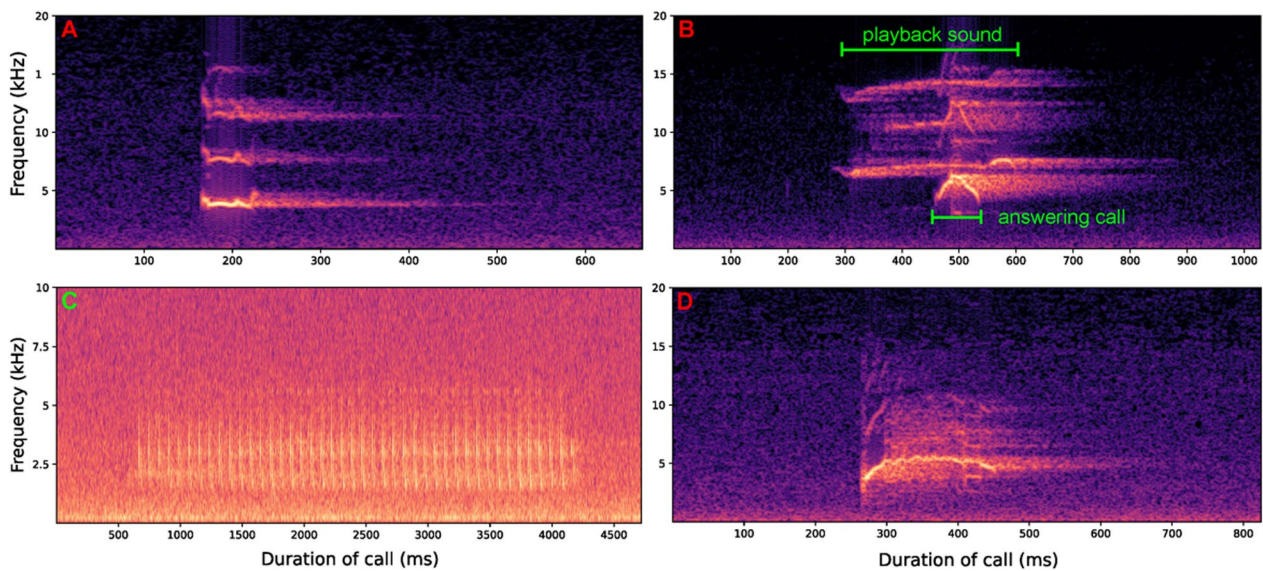 A
20
1
10
5
Frequency (kHz)
100 200 300 400 500 600
B
20
15
10
5
playback sound
answering call
100 200 300 400 500 600 700 800 900 1000
C
10
7.5
5
2.5
Frequency (kHz)
500 1000 1500 2000 2500 3000 3500 4000 4500
Duration of call (ms)
D
20
15
10
5
100 200 300 400 500 600 700 800
Duration of call (ms)